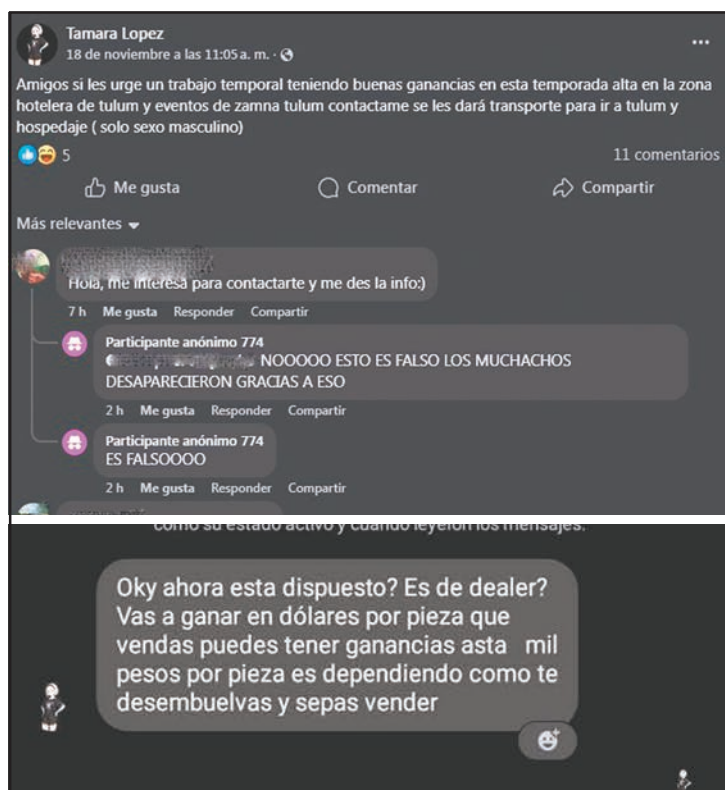 Tamara Lopez
18 de noviembre a las 11:05 a. m. ·
Amigos si les urge un trabajo temporal teniendo buenas ganancias en esta temporada alta en la zona
hotelera de tulum y eventos de zamna tulum contactame se les dará transporte para ir a tulum y
hospedaje ( solo sexo masculino)
5
11 comentarios
Me gusta
Comentar
Compartir
Más relevantes
Hola, me interesa para contactarte y me des la info:)
7 h Me gusta Responder Compartir
Participante anónimo 774
NOOOOO ESTO ES FALSO LOS MUCHACHOS
DESAPARECIERON GRACIAS A ESO
2 h Me gusta Responder Compartir
Participante anónimo 774
ES FALSOOOO
2 h Me gusta Responder Compartir
como su estado activo y cuándo leyeron los mensajes.
Oky ahora esta dispuesto? Es de dealer?
Vas a ganar en dólares por pieza que
vendas puedes tener ganancias asta mil
pesos por pieza es dependiendo como te
desembuelvas y sepas vender